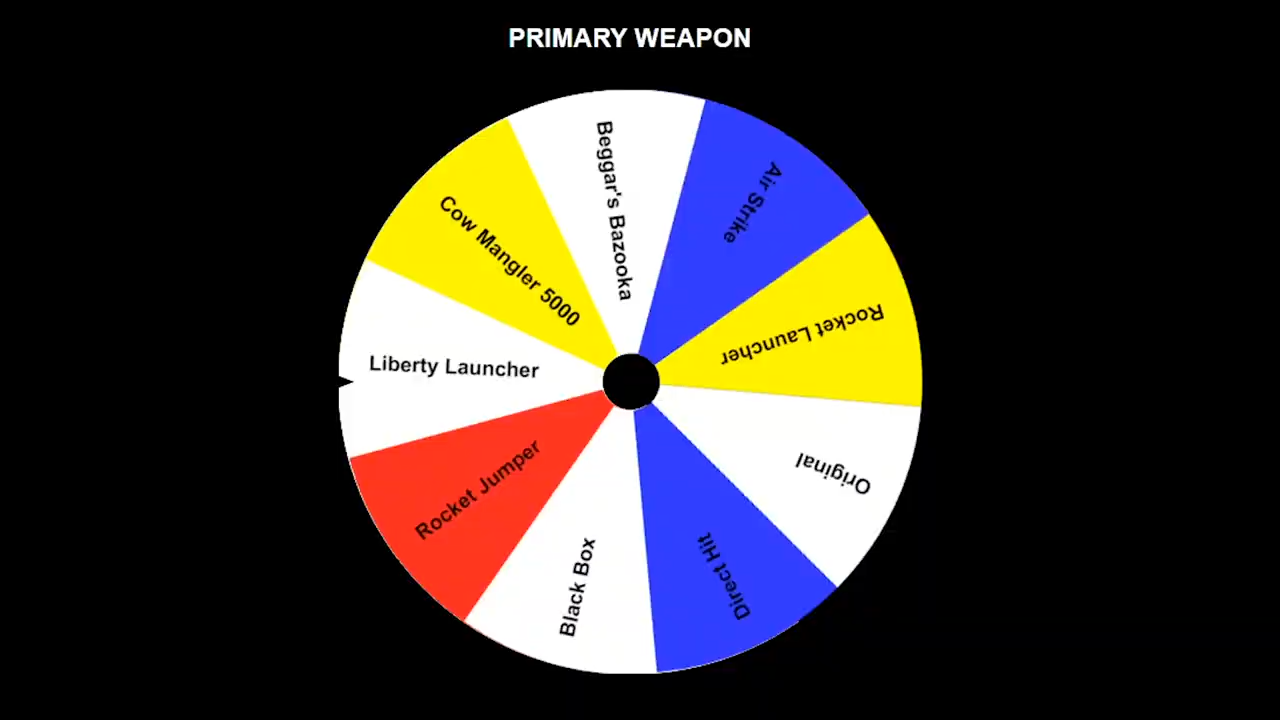 PRIMARY WEAPON
Beggar's Bazooka
Air Strike
Rocket Launcher
Original
Direct Hit
Black Box
Rocket Jumper
Liberty Launcher
Cow Mangler 5000